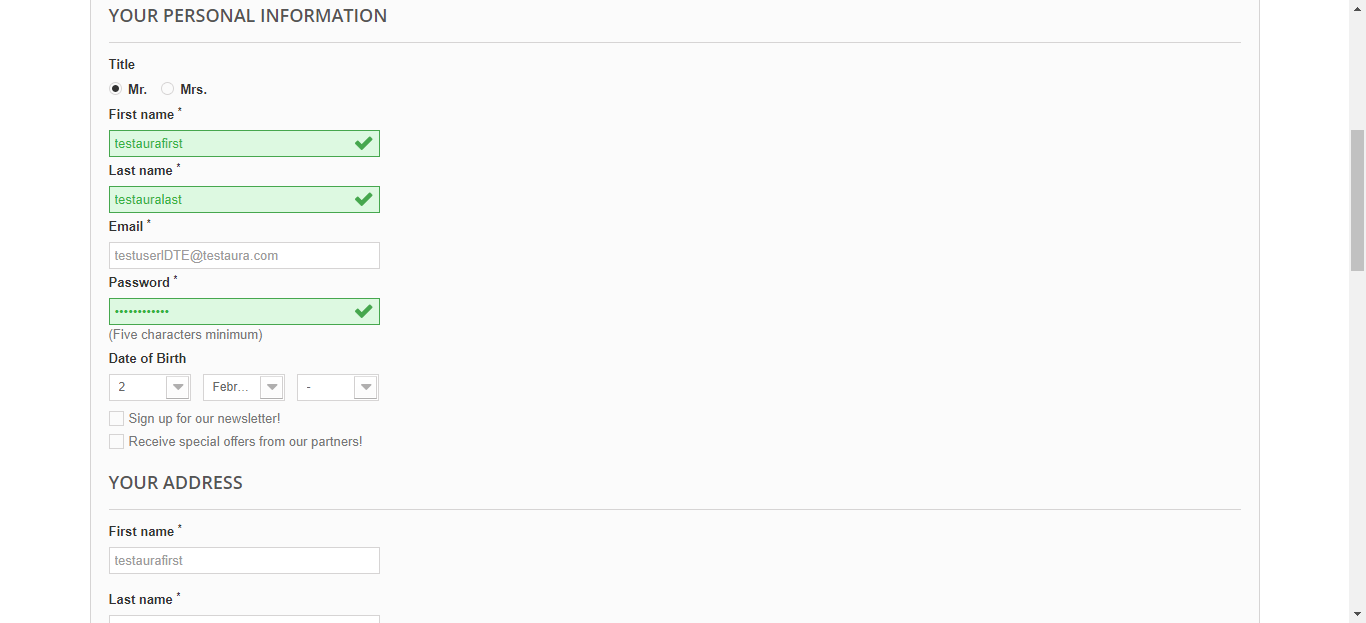 YOUR PERSONAL INFORMATION
Title
Mr. Mrs.
First name *
testaurafirst
Last name *
testauralast
Email *
testuserIDTE@testaura.com
Password *
••••••••••••
(Five characters minimum)
Date of Birth
2 Febr... -
Sign up for our newsletter!
Receive special offers from our partners!
YOUR ADDRESS
First name *
testaurafirst
Last name *